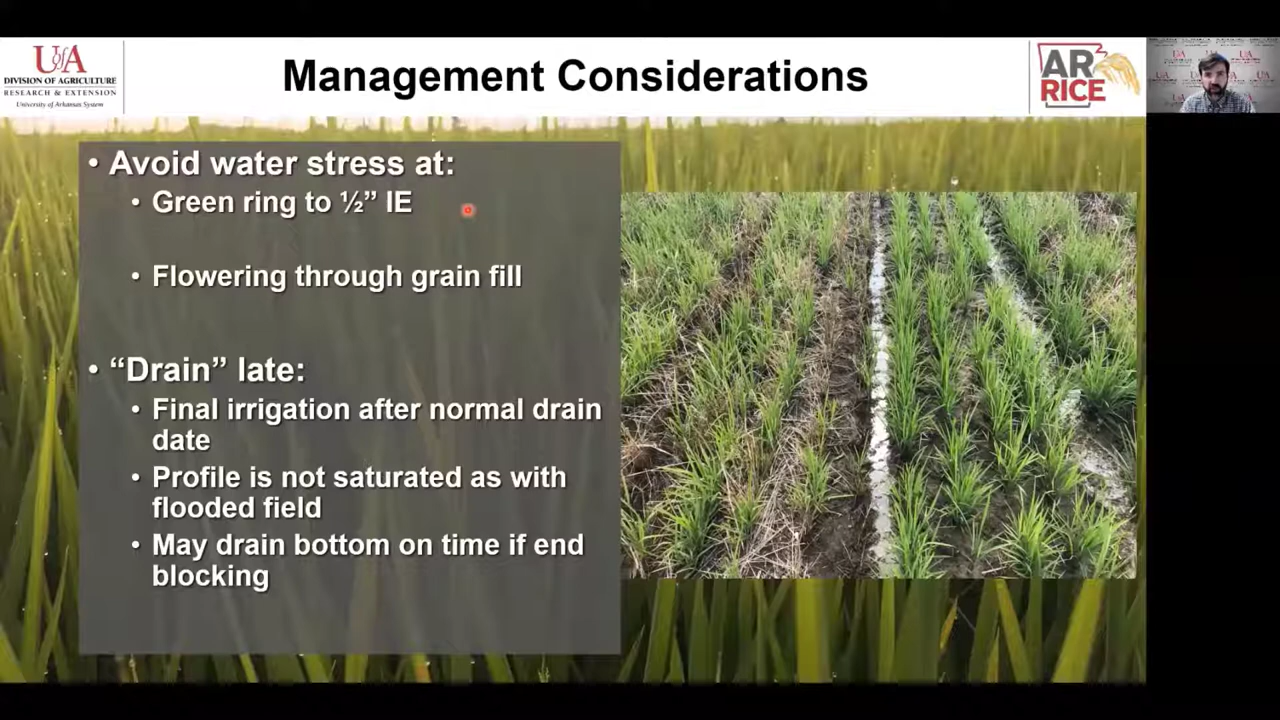 UofA
DIVISION OF AGRICULTURE
RESEARCH & EXTENSION
University of Arkansas System
Management Considerations
AR
RICE
• Avoid water stress at:
• Green ring to ½” IE
• Flowering through grain fill
• “Drain” late:
• Final irrigation after normal drain
date
• Profile is not saturated as with
flooded field
• May drain bottom on time if end
blocking